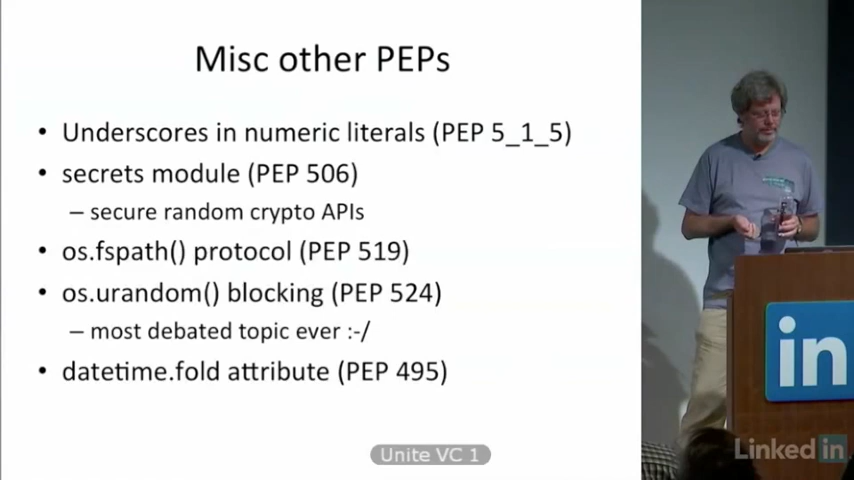 Misc other PEPs
• Underscores in numeric literals (PEP 5_1_5)
• secrets module (PEP 506)
– secure random crypto APIs
• os.fspath() protocol (PEP 519)
• os.urandom() blocking (PEP 524)
– most debated topic ever :-/
• datetime.fold attribute (PEP 495)
Unite VC 1
in
Linked in